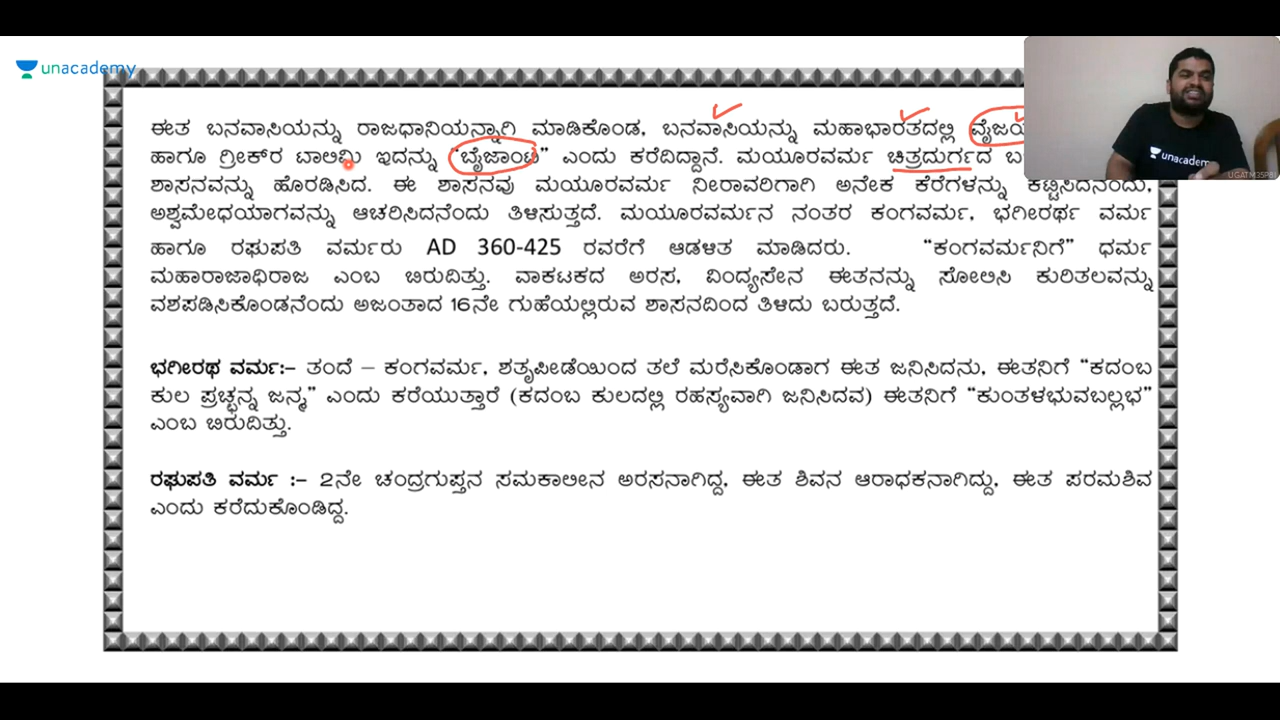 unacademy
ಈತ ಬನವಾಸಿಯನ್ನು ರಾಜಧಾನಿಯನ್ನಾಗಿ ಮಾಡಿಕೊಂಡ, ಬನವಾಸಿಯನ್ನು ಮಹಾಭಾರತದಲ್ಲಿ
ಹಾಗೂ ಗ್ರೀಕ್‌ರ ಟಾಲಮಿ ಇದನ್ನು "ಬೈಜಾಂಟಿ" ಎಂದು ಕರೆದಿದ್ದಾನೆ. ಮಯೂರವರ್ಮ ಚಿತ್ರದುರ್ಗದ
ಶಾಸನವನ್ನು ಹೊರಡಿಸಿದ. ಈ ಶಾಸನವು ಮಯೂರವರ್ಮ ನೀರಾವರಿಗಾಗಿ ಅನೇಕ ಕೆರೆಗಳನ್ನು ಕಟ್ಟಿಸಿದನೆಂದು,
ಅಶ್ವಮೇಧಯಾಗವನ್ನು ಆಚರಿಸಿದನೆಂದು ತಿಳಿಸುತ್ತದೆ. ಮಯೂರವರ್ಮನ ನಂತರ ಕಂಗವರ್ಮ, ಭಗೀರರ್ಥ ವರ್ಮ
ಹಾಗೂ ರಘುಪತಿ ವರ್ಮರು AD 360-425 ರವರೆಗೆ ಆಡಳಿತ ಮಾಡಿದರು. "ಕಂಗವರ್ಮನಿಗೆ" ಧರ್ಮ
ಮಹಾರಾಜಾಧಿರಾಜ ಎಂಬ ಬಿರುದಿತ್ತು. ವಾಕಟಕದ ಅರಸ, ವಿಂದ್ಯಸೇನ ಈತನನ್ನು ಸೋಲಿಸಿ ಕುರಿತಲವನ್ನು
ವಶಪಡಿಸಿಕೊಂಡನೆಂದು ಅಜಂತಾದ 16ನೇ ಗುಹೆಯಲ್ಲಿರುವ ಶಾಸನದಿಂದ ತಿಳಿದು ಬರುತ್ತದೆ.
ಭಗೀರಥ ವರ್ಮ:– ತಂದೆ – ಕಂಗವರ್ಮ, ಶತೃಪೀಡೆಯಿಂದ ತಲೆ ಮರೆಸಿಕೊಂಡಾಗ ಈತ ಜನಿಸಿದನು, ಈತನಿಗೆ "ಕದಂಬ
ಕುಲ ಪ್ರಚ್ಛನ್ನ ಜನ್ಮ" ಎಂದು ಕರೆಯುತ್ತಾರೆ (ಕದಂಬ ಕುಲದಲ್ಲಿ ರಹಸ್ಯವಾಗಿ ಜನಿಸಿದವ) ಈತನಿಗೆ "ಕುಂತಳಭುವಬಲ್ಲಭ"
ಎಂಬ ಬಿರುದಿತ್ತು.
ರಘುಪತಿ ವರ್ಮ :– 2ನೇ ಚಂದ್ರಗುಪ್ತನ ಸಮಕಾಲೀನ ಅರಸನಾಗಿದ್ದ, ಈತ ಶಿವನ ಆರಾಧಕನಾಗಿದ್ದು, ಈತ ಪರಮಶಿವ
ಎಂದು ಕರೆದುಕೊಂಡಿದ್ದ.
unacademy